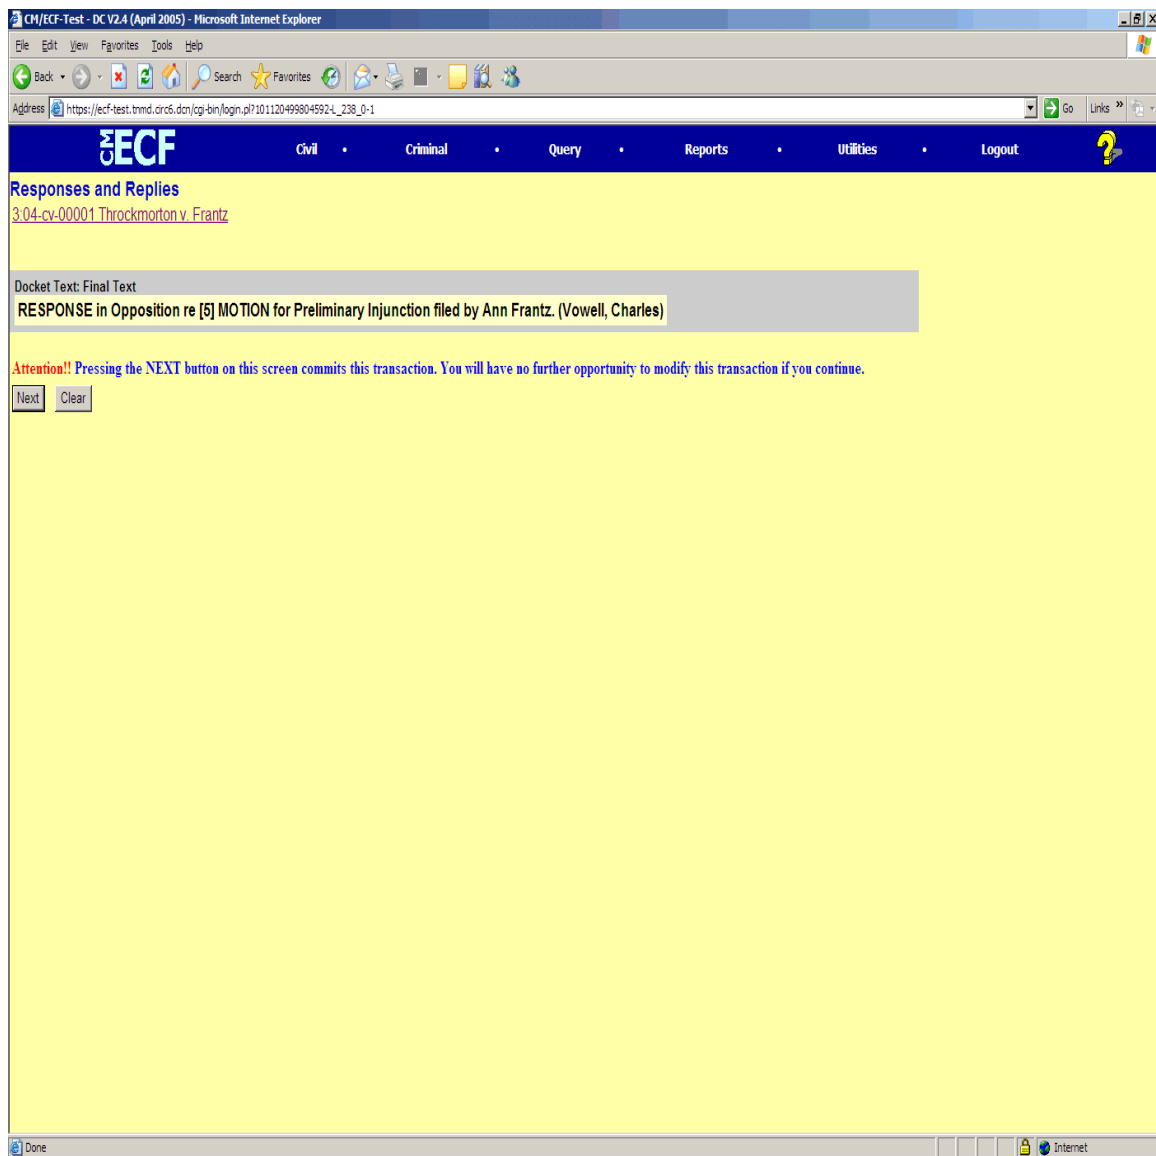 CM/ECF-Test - DC V2.4 (April 2005) - Microsoft Internet Explorer
File Edit View Favorites Tools Help
Back Search Favorites
Address https://ecf-test.tnmd.circ6.dcn/cgi-bin/login.pl?101120499804592-L_238_0-1 Go Links »
CM ECF Civil • Criminal • Query • Reports • Utilities • Logout ?
Responses and Replies
3:04-cv-00001 Throckmorton v. Frantz
Docket Text: Final Text
RESPONSE in Opposition re [5] MOTION for Preliminary Injunction filed by Ann Frantz. (Vowell, Charles)
Attention!! Pressing the NEXT button on this screen commits this transaction. You will have no further opportunity to modify this transaction if you continue.
Next Clear
Done Internet